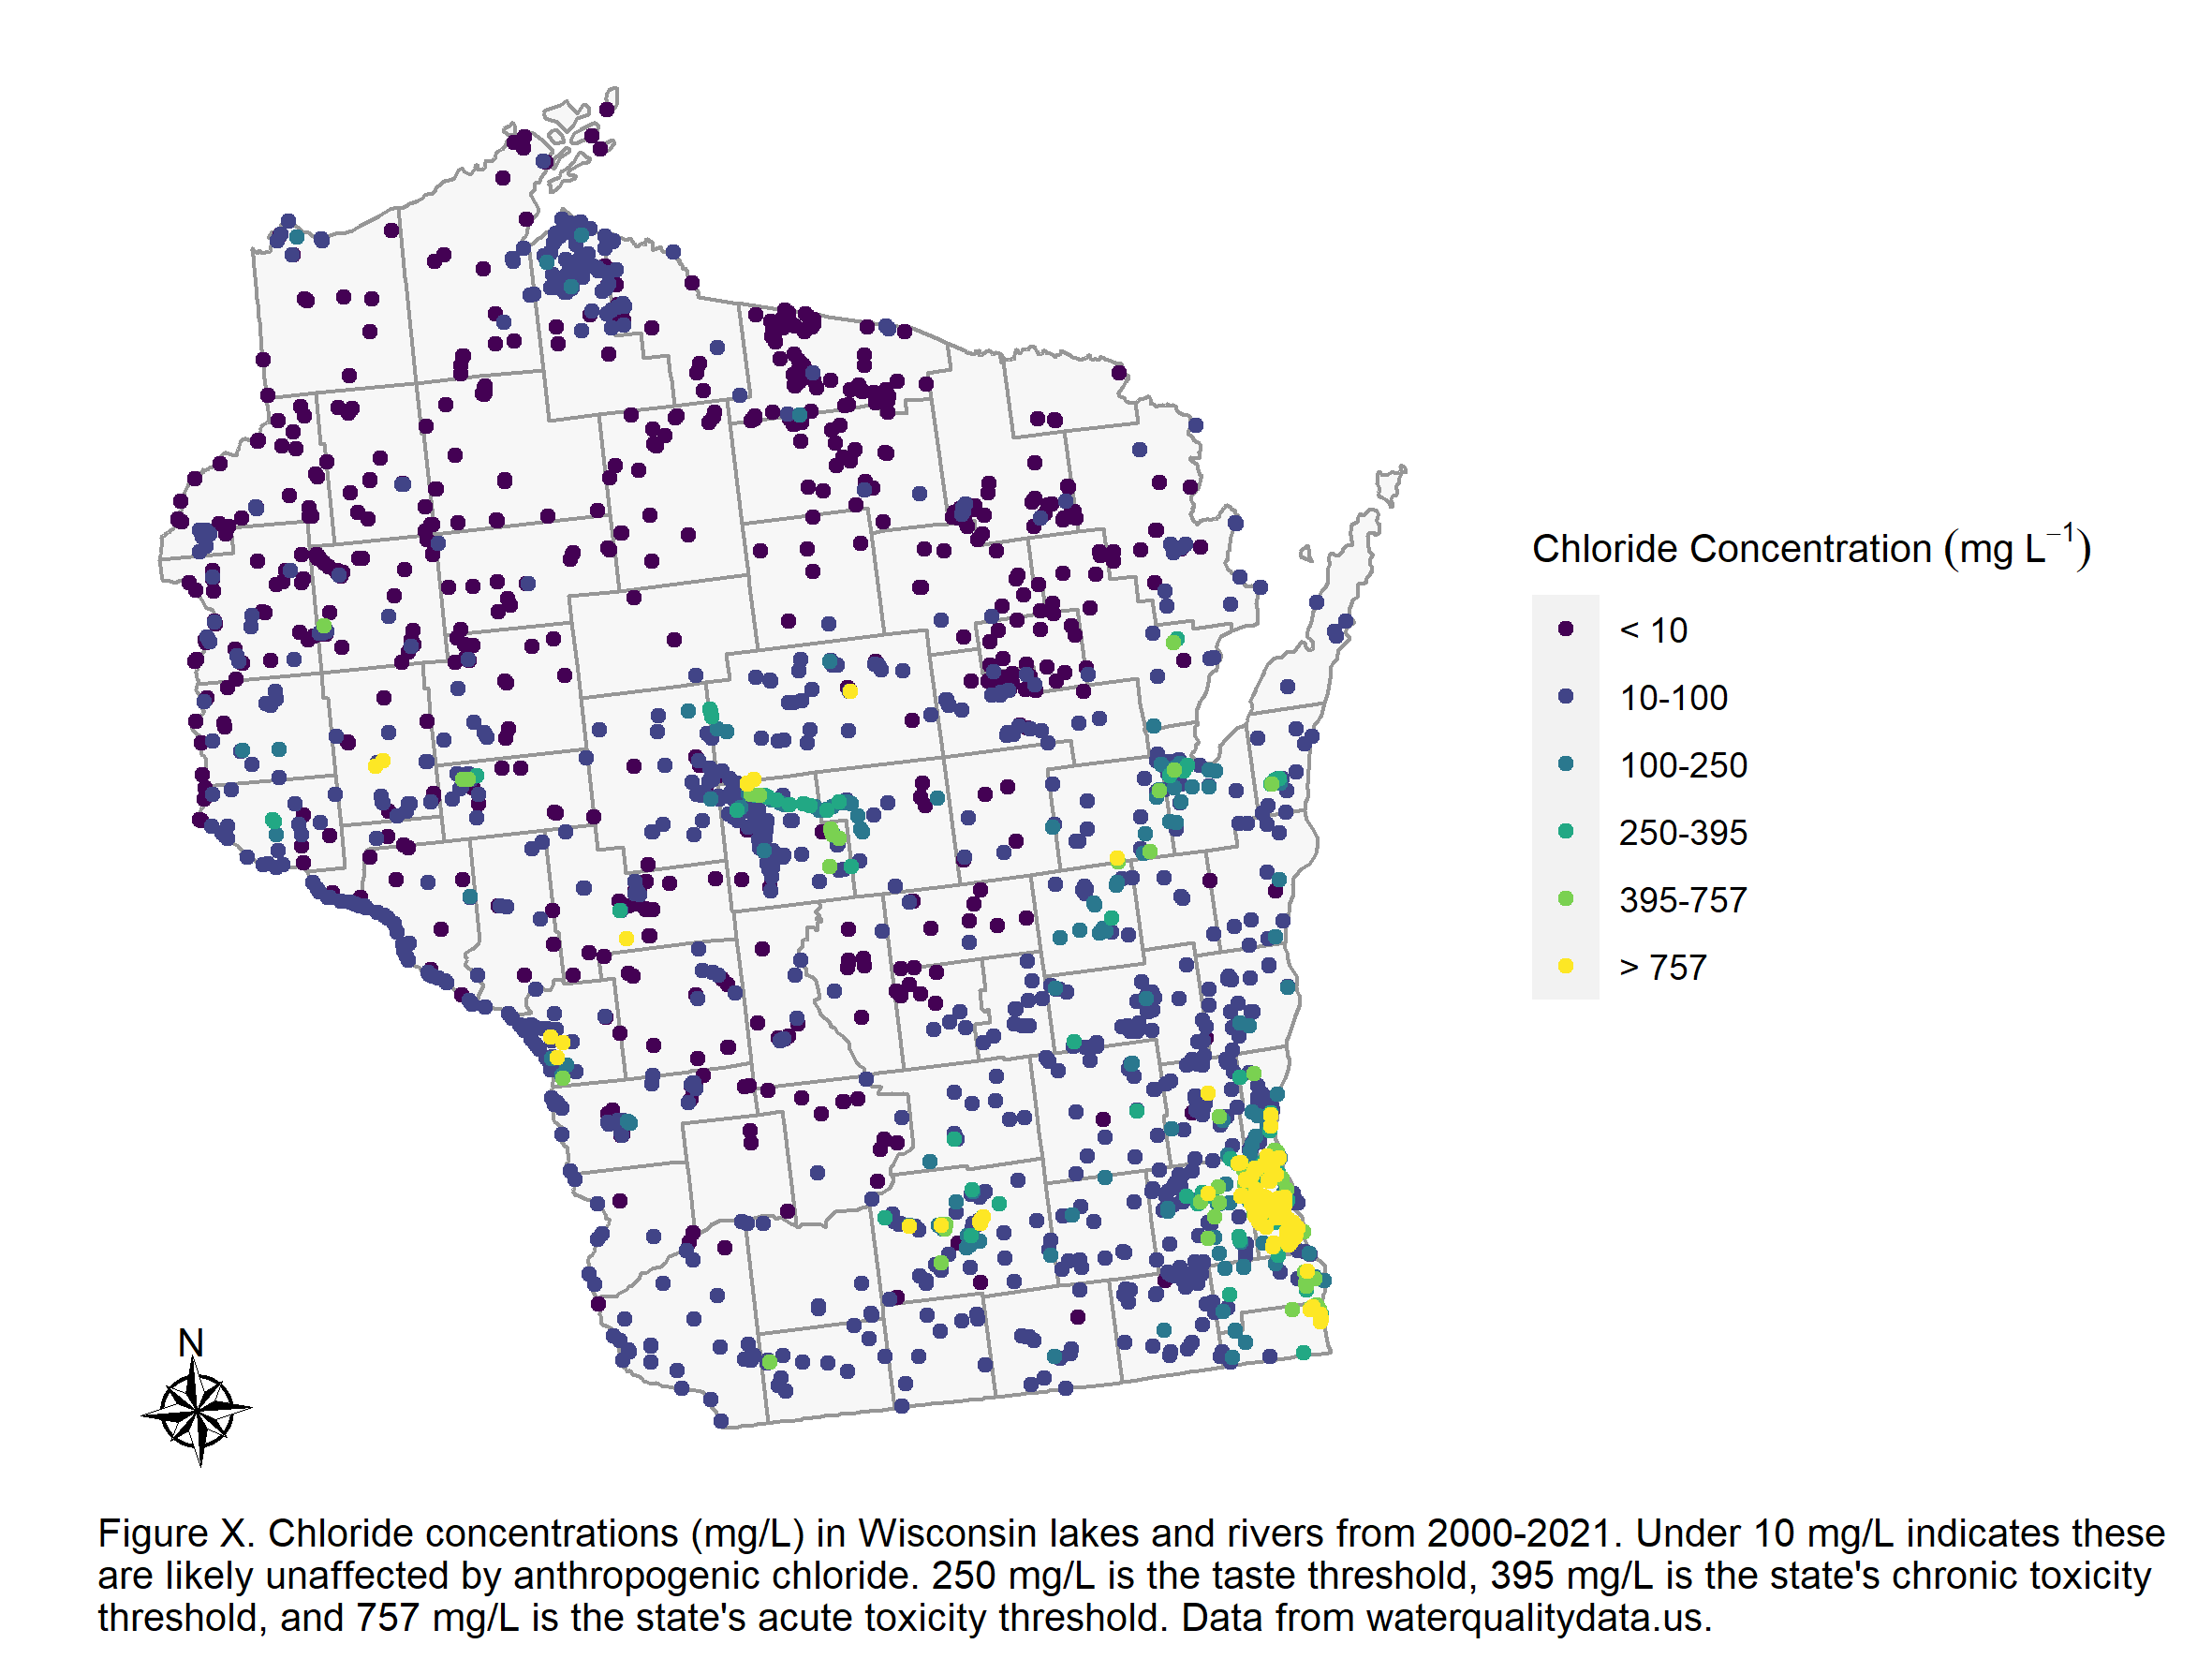 Chloride Concentration (mg L⁻¹)
< 10
10-100
100-250
250-395
395-757
> 757
N
Figure X. Chloride concentrations (mg/L) in Wisconsin lakes and rivers from 2000-2021. Under 10 mg/L indicates these
are likely unaffected by anthropogenic chloride. 250 mg/L is the taste threshold, 395 mg/L is the state's chronic toxicity
threshold, and 757 mg/L is the state's acute toxicity threshold. Data from waterqualitydata.us.